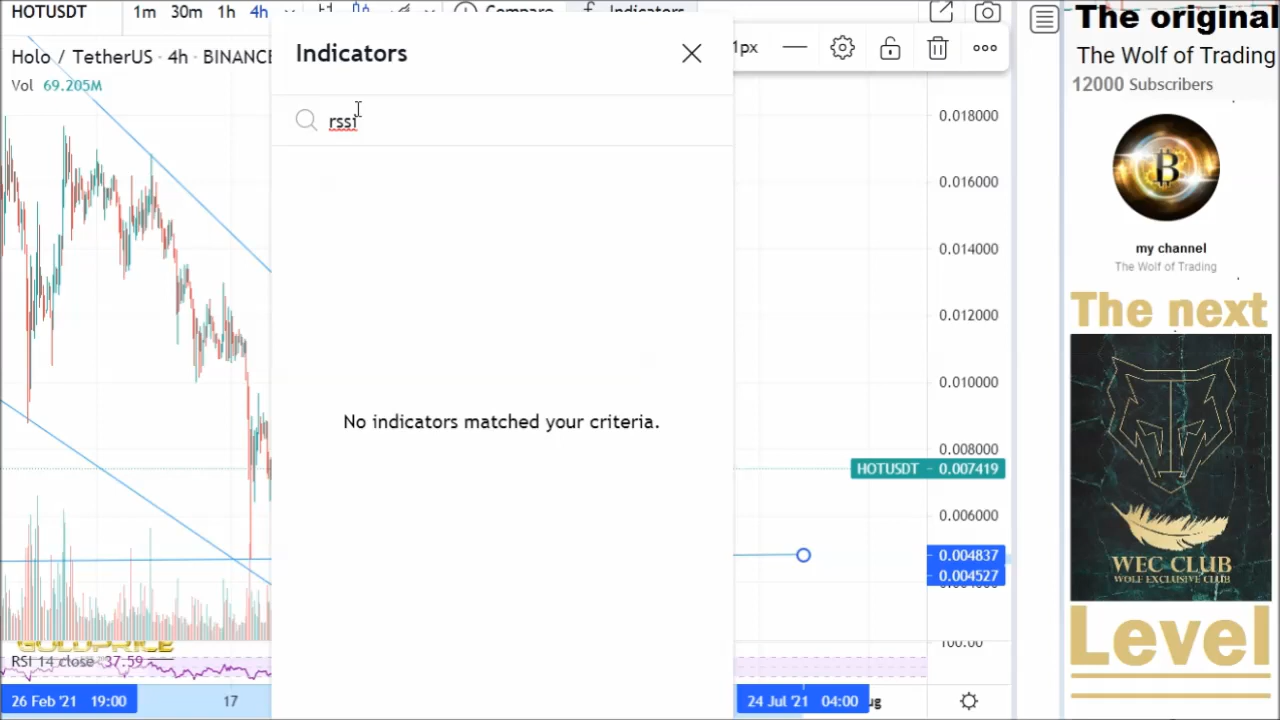 HOTUSDT 1m 30m 1h 4h Compare Indicators
Holo / TetherUS · 4h · BINANCE
Vol 69.205M
Indicators
rssi
No indicators matched your criteria.
1px
0.018000
0.016000
0.014000
0.012000
0.010000
0.008000
HOTUSDT – 0.007419
0.006000
0.004837
0.004527
100.00
GOLDPRICE
RSI 14 close 37.59
26 Feb '21 19:00
17
24 Jul '21 04:00
The original
The Wolf of Trading
12000 Subscribers
B
my channel
The Wolf of Trading
The next
WEC CLUB
WOLF EXCLUSIVE CLUB
Level